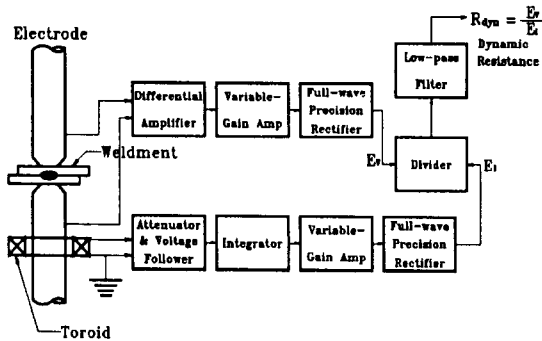 Electrode
Weldment
Toroid
Differential
Amplifier
Variable-
Gain Amp
Full-wave
Precision
Rectifier
Attenuator
& Voltage
Follower
Integrator
Variable-
Gain Amp
Full-wave
Precision
Rectifier
E_V
Divider
E_I
Low-pass
Filter
R_dyn = E_V/E_I
Dynamic
Resistance